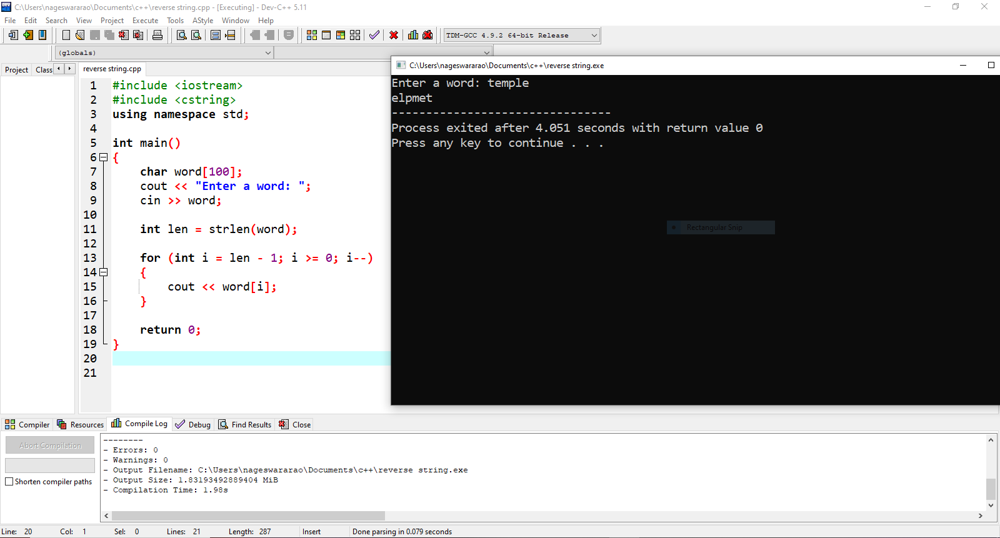 C:\Users\nageswararao\Documents\c++\reverse string.cpp - [Executing] - Dev-C++ 5.11
File Edit Search View Project Execute Tools AStyle Window Help
TDM-GCC 4.9.2 64-bit Release
(globals)
Project Class
reverse string.cpp
1 #include <iostream>
2 #include <cstring>
3 using namespace std;
4
5 int main()
6 {
7 char word[100];
8 cout << "Enter a word: ";
9 cin >> word;
10
11 int len = strlen(word);
12
13 for (int i = len - 1; i >= 0; i--)
14 {
15 cout << word[i];
16 }
17
18 return 0;
19 }
20
21
C:\Users\nageswararao\Documents\c++\reverse string.exe
Enter a word: temple
elpmet
--------------------------------
Process exited after 4.051 seconds with return value 0
Press any key to continue . . .
Rectangular Snip
Compiler Resources Compile Log Debug Find Results Close
Abort Compilation
Shorten compiler paths
--------
- Errors: 0
- Warnings: 0
- Output Filename: C:\Users\nageswararao\Documents\c++\reverse string.exe
- Output Size: 1.83193492889404 MiB
- Compilation Time: 1.98s
Line: 20 Col: 1 Sel: 0 Lines: 21 Length: 287 Insert Done parsing in 0.079 seconds